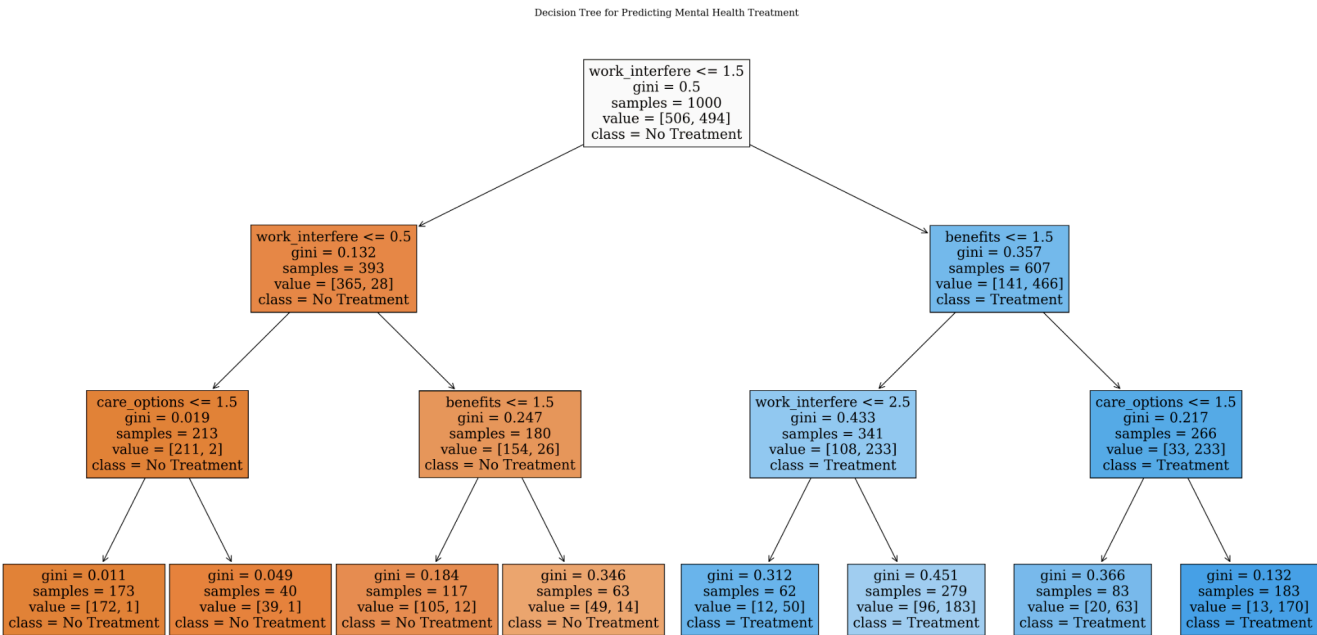 Decision Tree for Predicting Mental Health Treatment
work_interfere <= 1.5
gini = 0.5
samples = 1000
value = [506, 494]
class = No Treatment
work_interfere <= 0.5
gini = 0.132
samples = 393
value = [365, 28]
class = No Treatment
benefits <= 1.5
gini = 0.357
samples = 607
value = [141, 466]
class = Treatment
care_options <= 1.5
gini = 0.019
samples = 213
value = [211, 2]
class = No Treatment
benefits <= 1.5
gini = 0.247
samples = 180
value = [154, 26]
class = No Treatment
work_interfere <= 2.5
gini = 0.433
samples = 341
value = [108, 233]
class = Treatment
care_options <= 1.5
gini = 0.217
samples = 266
value = [33, 233]
class = Treatment
gini = 0.011
samples = 173
value = [172, 1]
class = No Treatment
gini = 0.049
samples = 40
value = [39, 1]
class = No Treatment
gini = 0.184
samples = 117
value = [105, 12]
class = No Treatment
gini = 0.346
samples = 63
value = [49, 14]
class = No Treatment
gini = 0.312
samples = 62
value = [12, 50]
class = Treatment
gini = 0.451
samples = 279
value = [96, 183]
class = Treatment
gini = 0.366
samples = 83
value = [20, 63]
class = Treatment
gini = 0.132
samples = 183
value = [13, 170]
class = Treatment